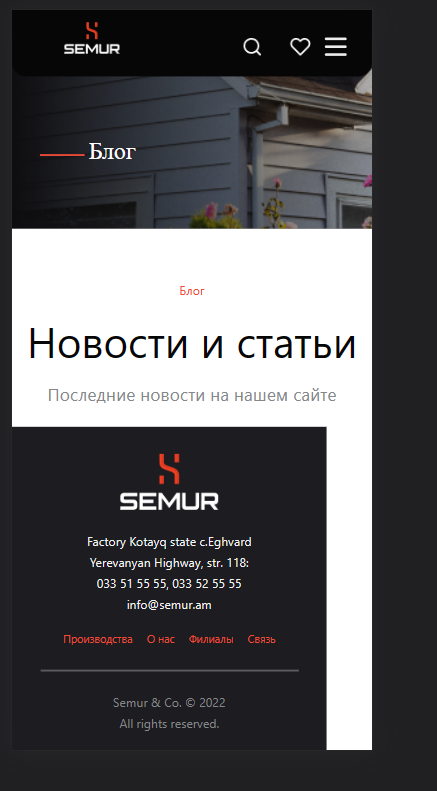 SEMUR
Блог
Блог
Новости и статьи
Последние новости на нашем сайте
SEMUR
Factory Kotayq state c.Eghvard
Yerevanyan Highway, str. 118:
033 51 55 55, 033 52 55 55
info@semur.am
Производства О нас Филиалы Связь
Semur & Co. © 2022
All rights reserved.